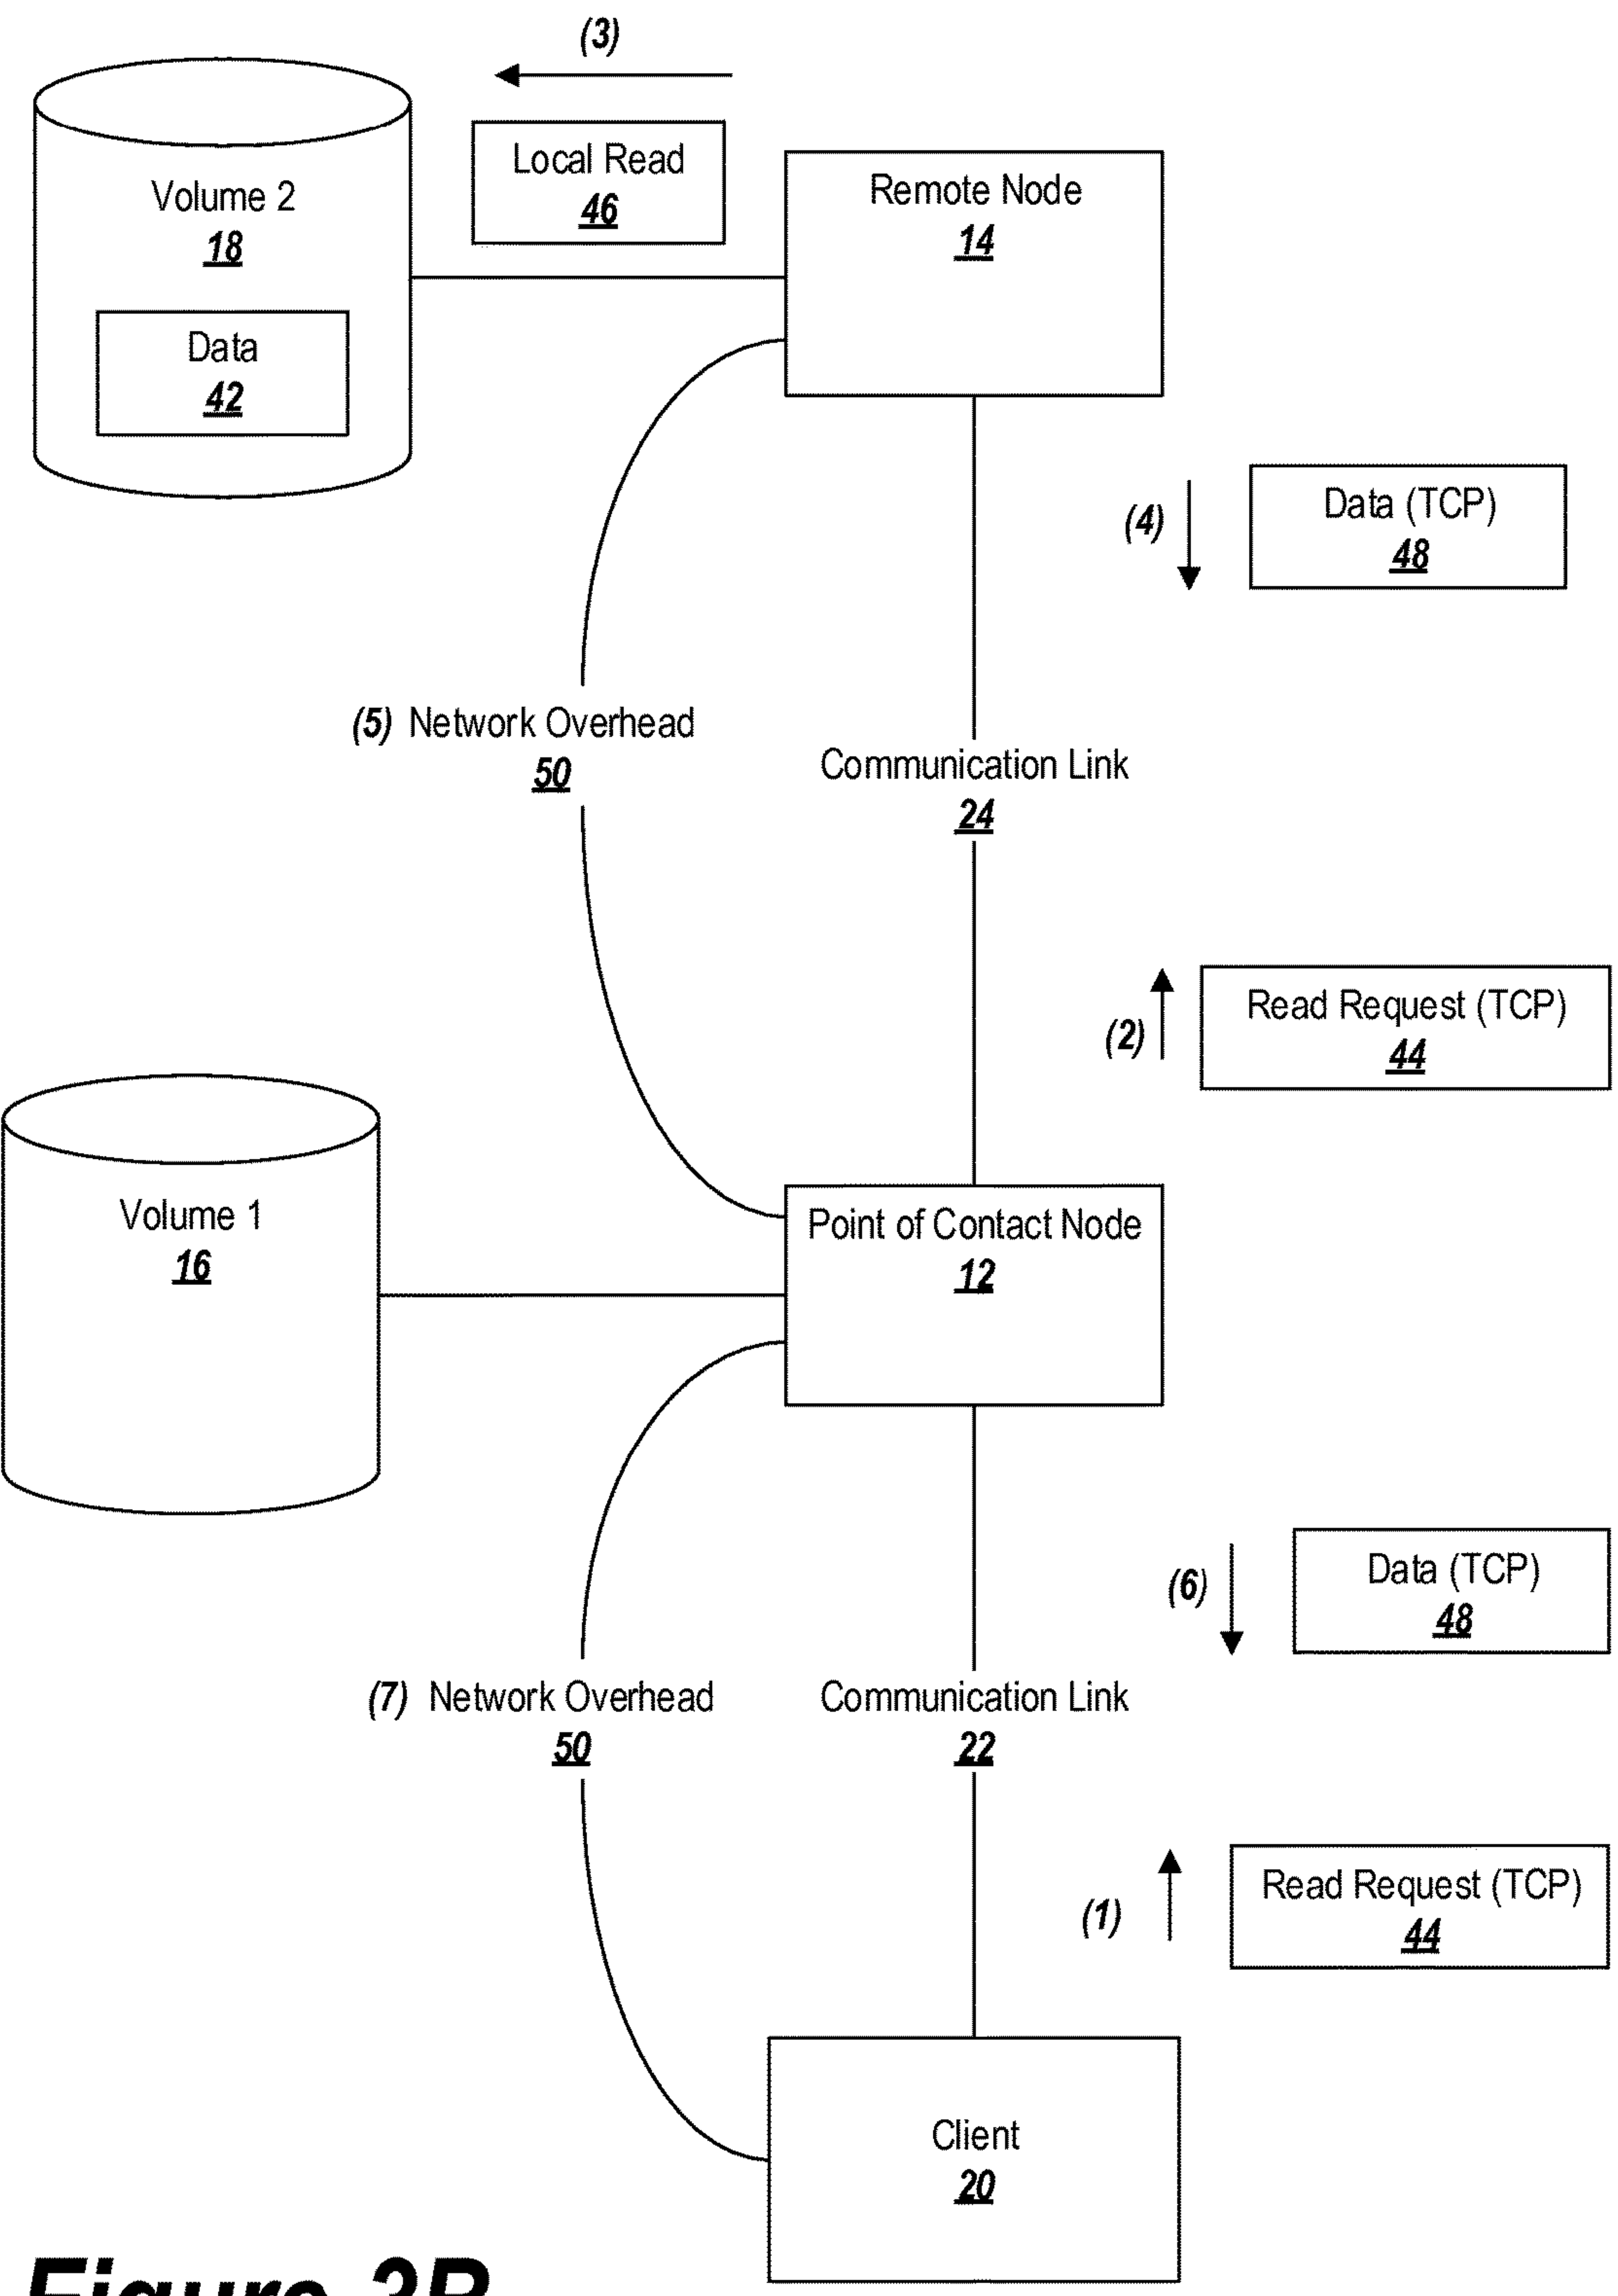 (3)
Local Read
46
Volume 2
18
Data
42
Remote Node
14
(4)
Data (TCP)
48
(5) Network Overhead
50
Communication Link
24
(2)
Read Request (TCP)
44
Volume 1
16
Point of Contact Node
12
(6)
Data (TCP)
48
(7) Network Overhead
50
Communication Link
22
(1)
Read Request (TCP)
44
Client
20